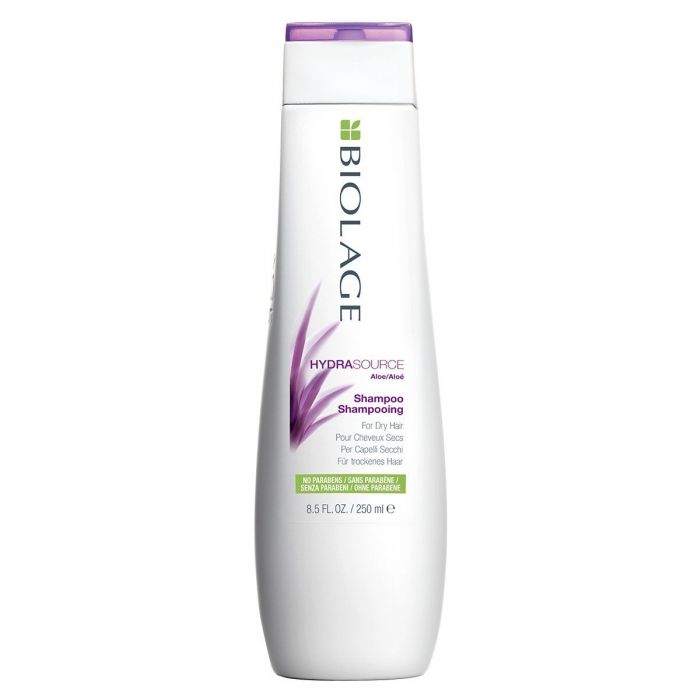 BIOLAGE
HYDRASOURCE
Aloe/Aloé
Shampoo
Shampooing
For Dry Hair
Pour Cheveux Secs
Per Capelli Secchi
Für trockenes Haar
NO PARABENS / SANS PARABÈNE /
SENZA PARABENI / OHNE PARABENE
8.5 FL. OZ. / 250 ml ℮